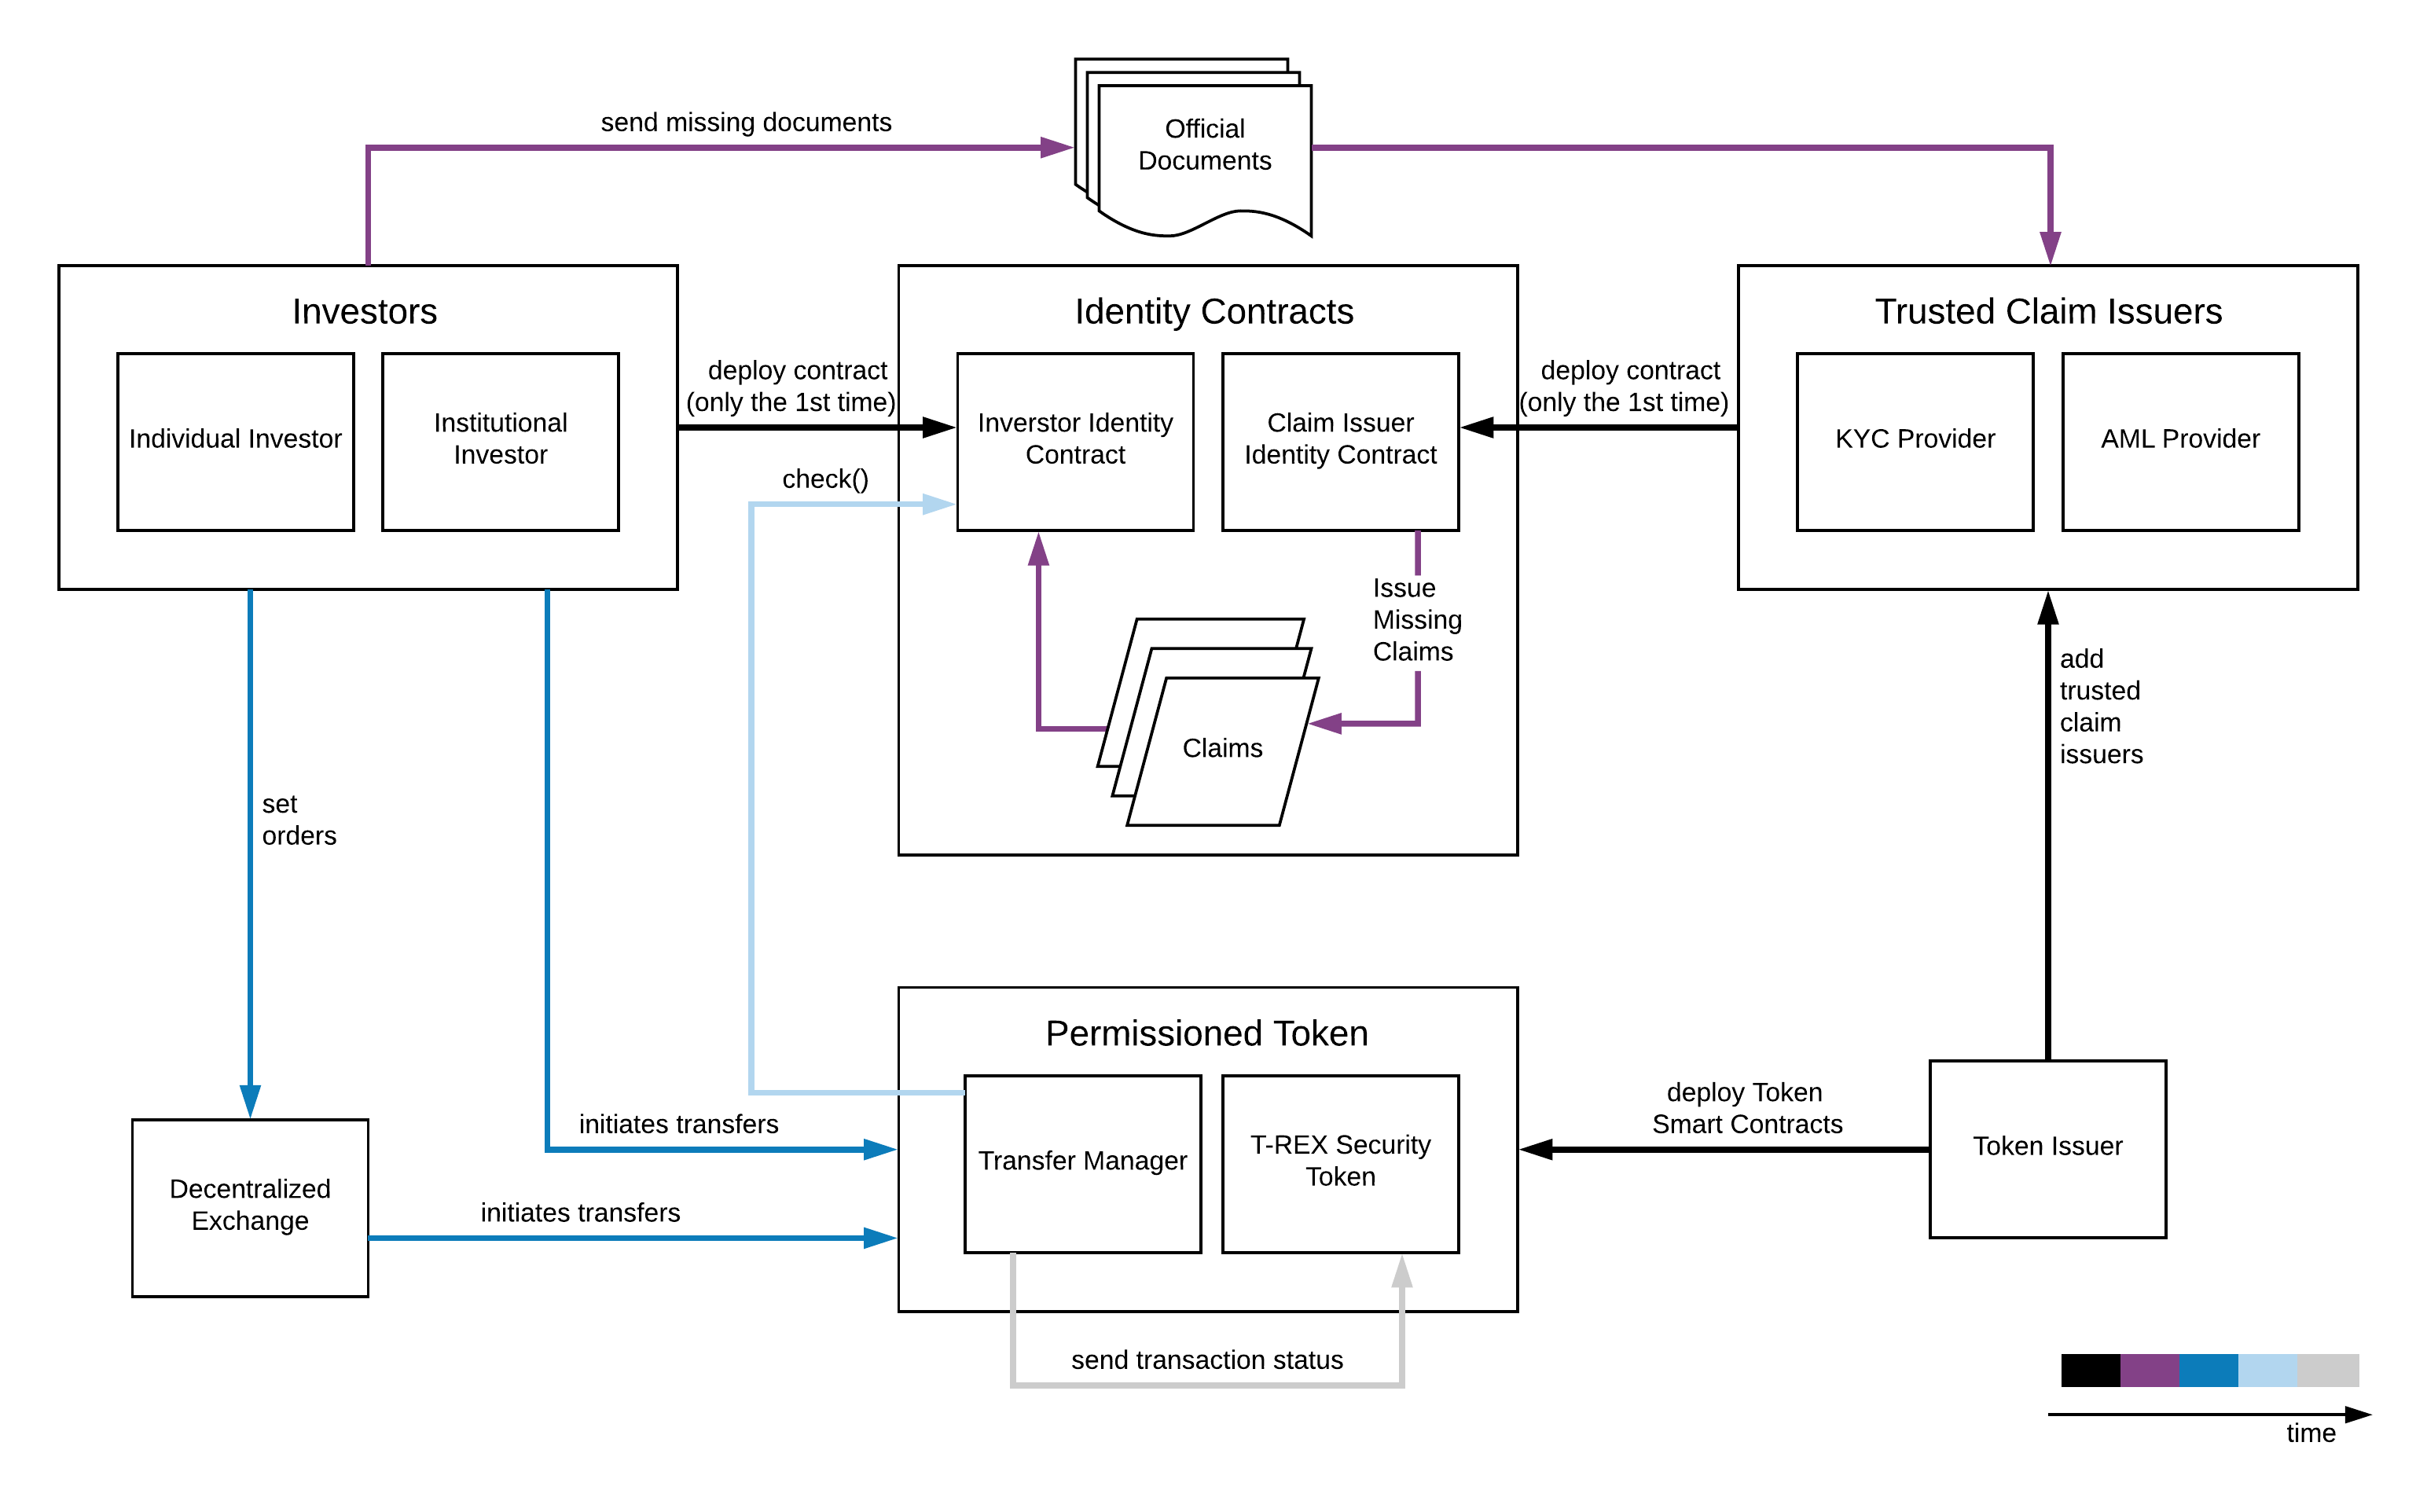 send missing documents
Official
Documents
Investors
Individual Investor
Institutional
Investor
deploy contract
(only the 1st time)
check()
Identity Contracts
Inverstor Identity
Contract
Claim Issuer
Identity Contract
Issue
Missing
Claims
Claims
deploy contract
(only the 1st time)
Trusted Claim Issuers
KYC Provider
AML Provider
add
trusted
claim
issuers
set
orders
Decentralized
Exchange
initiates transfers
initiates transfers
Permissioned Token
Transfer Manager
T-REX Security
Token
send transaction status
deploy Token
Smart Contracts
Token Issuer
time